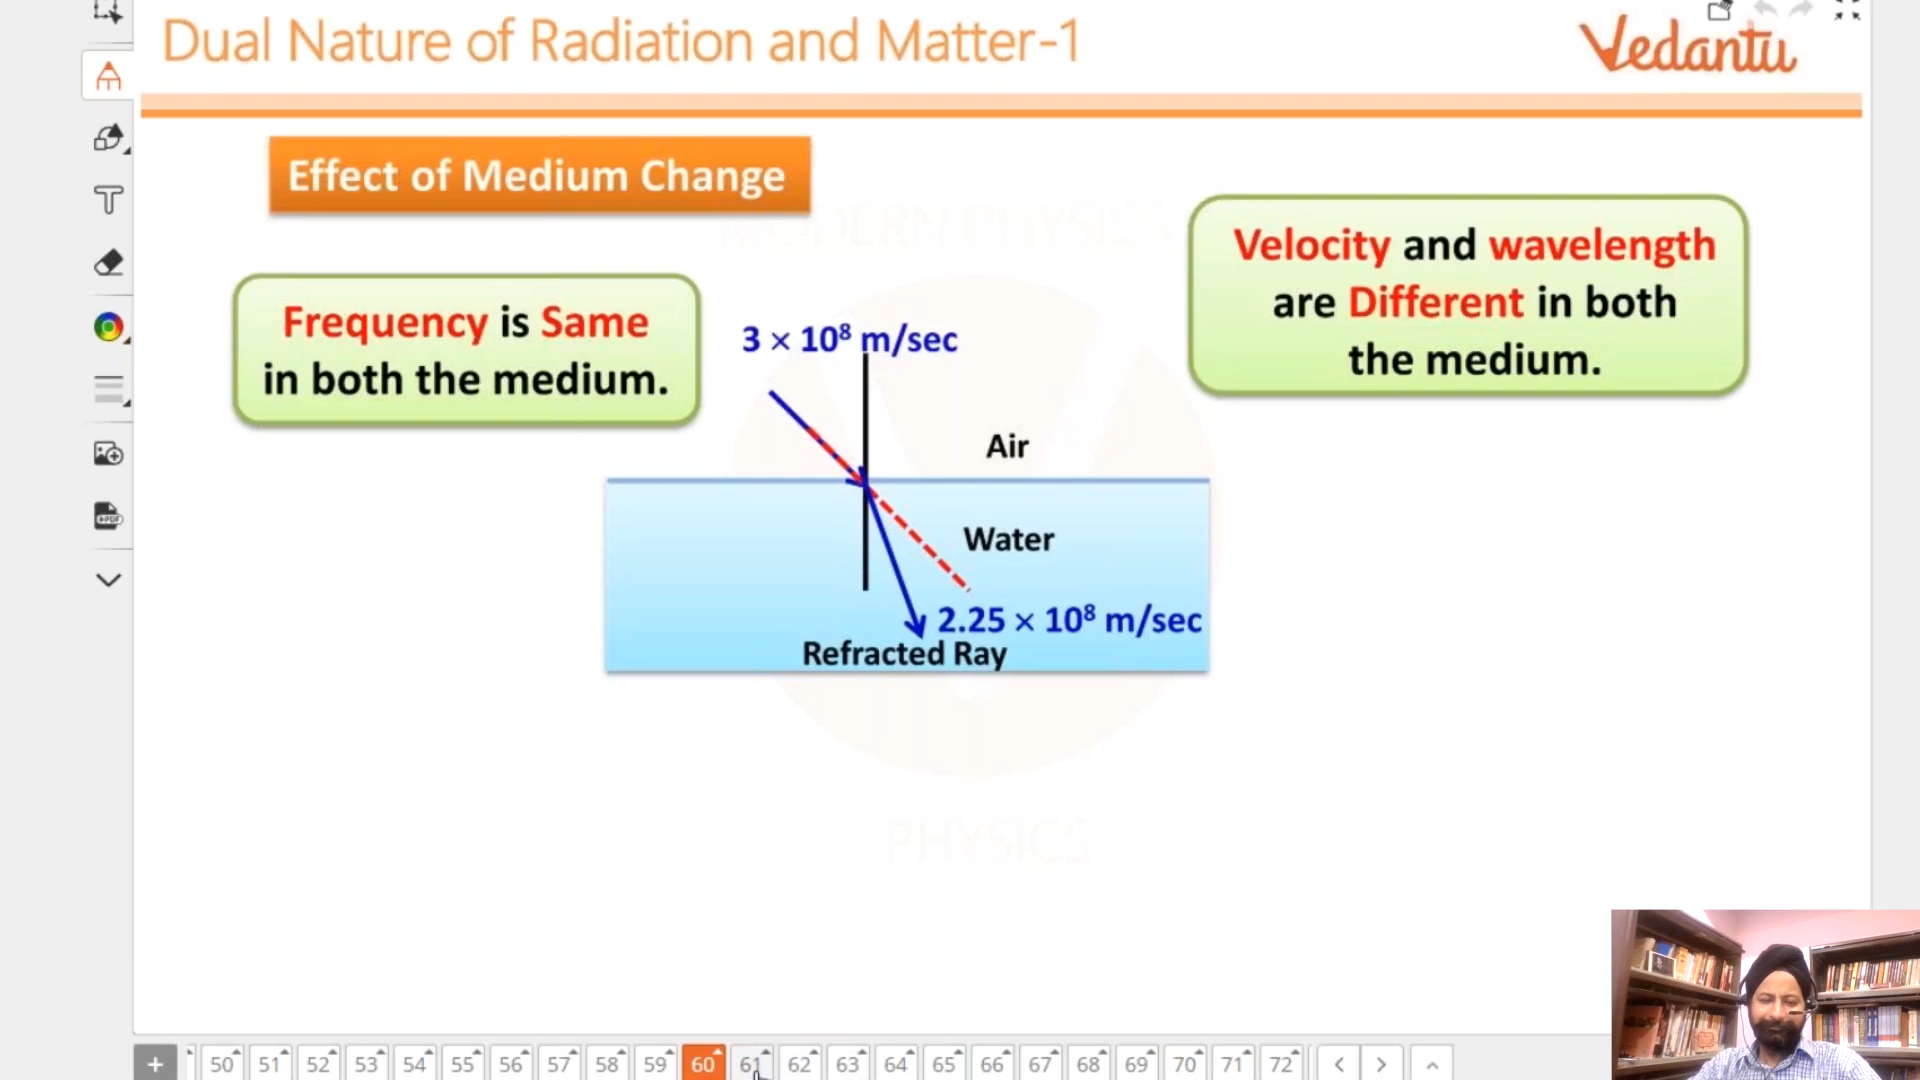 Dual Nature of Radiation and Matter-1
Vedantu
Effect of Medium Change
MODERN PHYSICS
Velocity and wavelength
are Different in both
the medium.
Frequency is Same
in both the medium.
3 × 10⁸ m/sec
Air
Water
2.25 × 10⁸ m/sec
Refracted Ray
PHYSICS
+ 50 51 52 53 54 55 56 57 58 59 60 61 62 63 64 65 66 67 68 69 70 71 72 < >